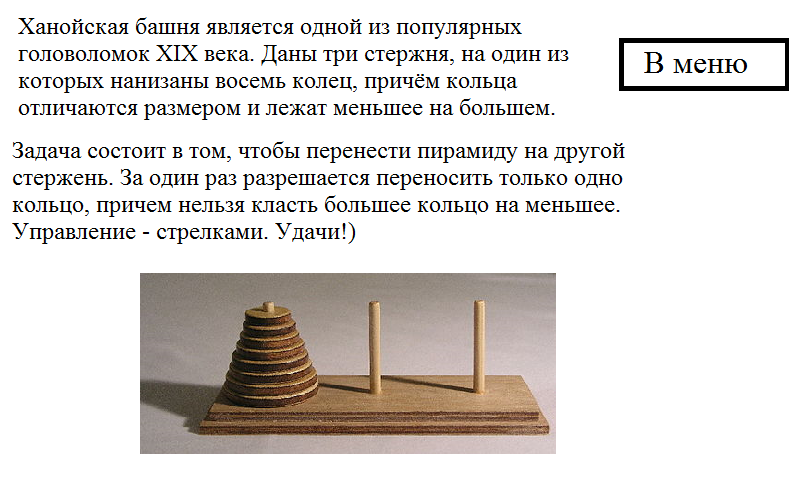 Ханойская башня является одной из популярных
головоломок XIX века. Даны три стержня, на один из
которых нанизаны восемь колец, причём кольца
отличаются размером и лежат меньшее на большем.
В меню
Задача состоит в том, чтобы перенести пирамиду на другой
стержень. За один раз разрешается переносить только одно
кольцо, причем нельзя класть большее кольцо на меньшее.
Управление - стрелками. Удачи!)